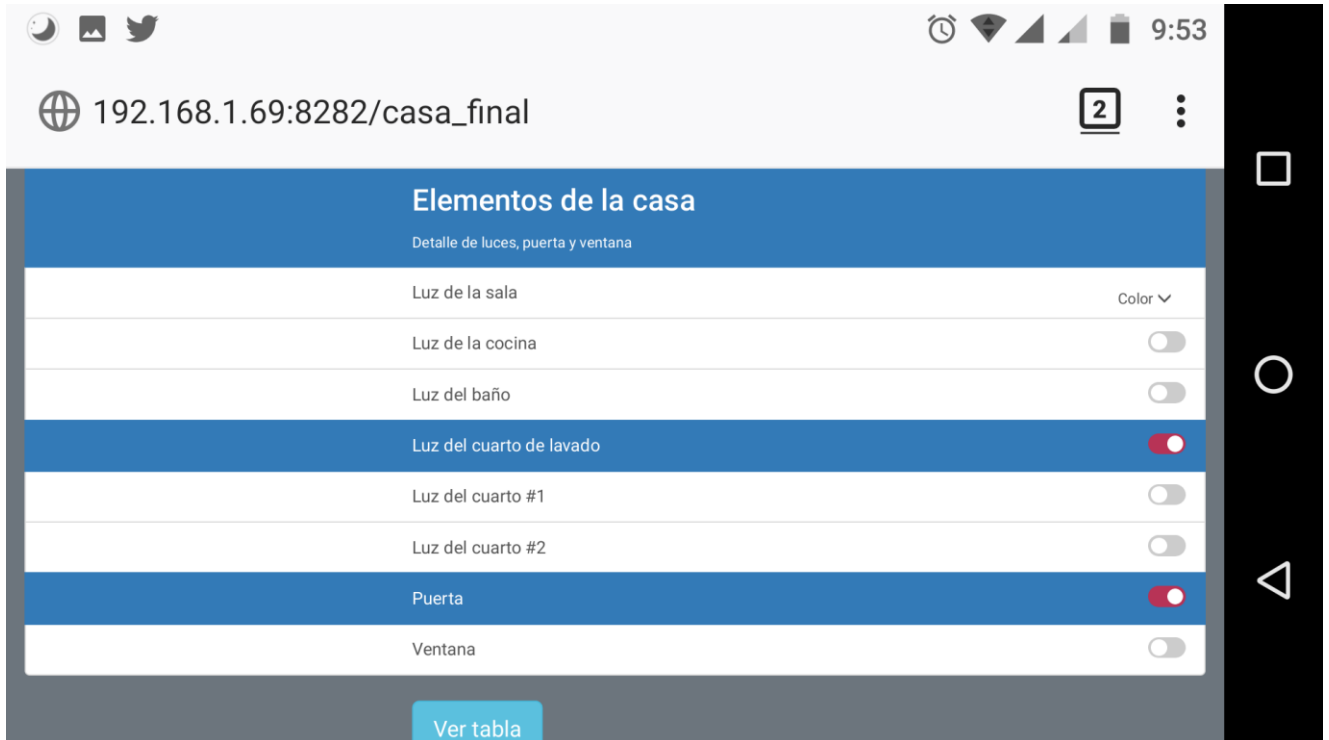 9:53
192.168.1.69:8282/casa_final
2
Elementos de la casa
Detalle de luces, puerta y ventana
Luz de la sala
Color
Luz de la cocina
Luz del baño
Luz del cuarto de lavado
Luz del cuarto #1
Luz del cuarto #2
Puerta
Ventana
Ver tabla